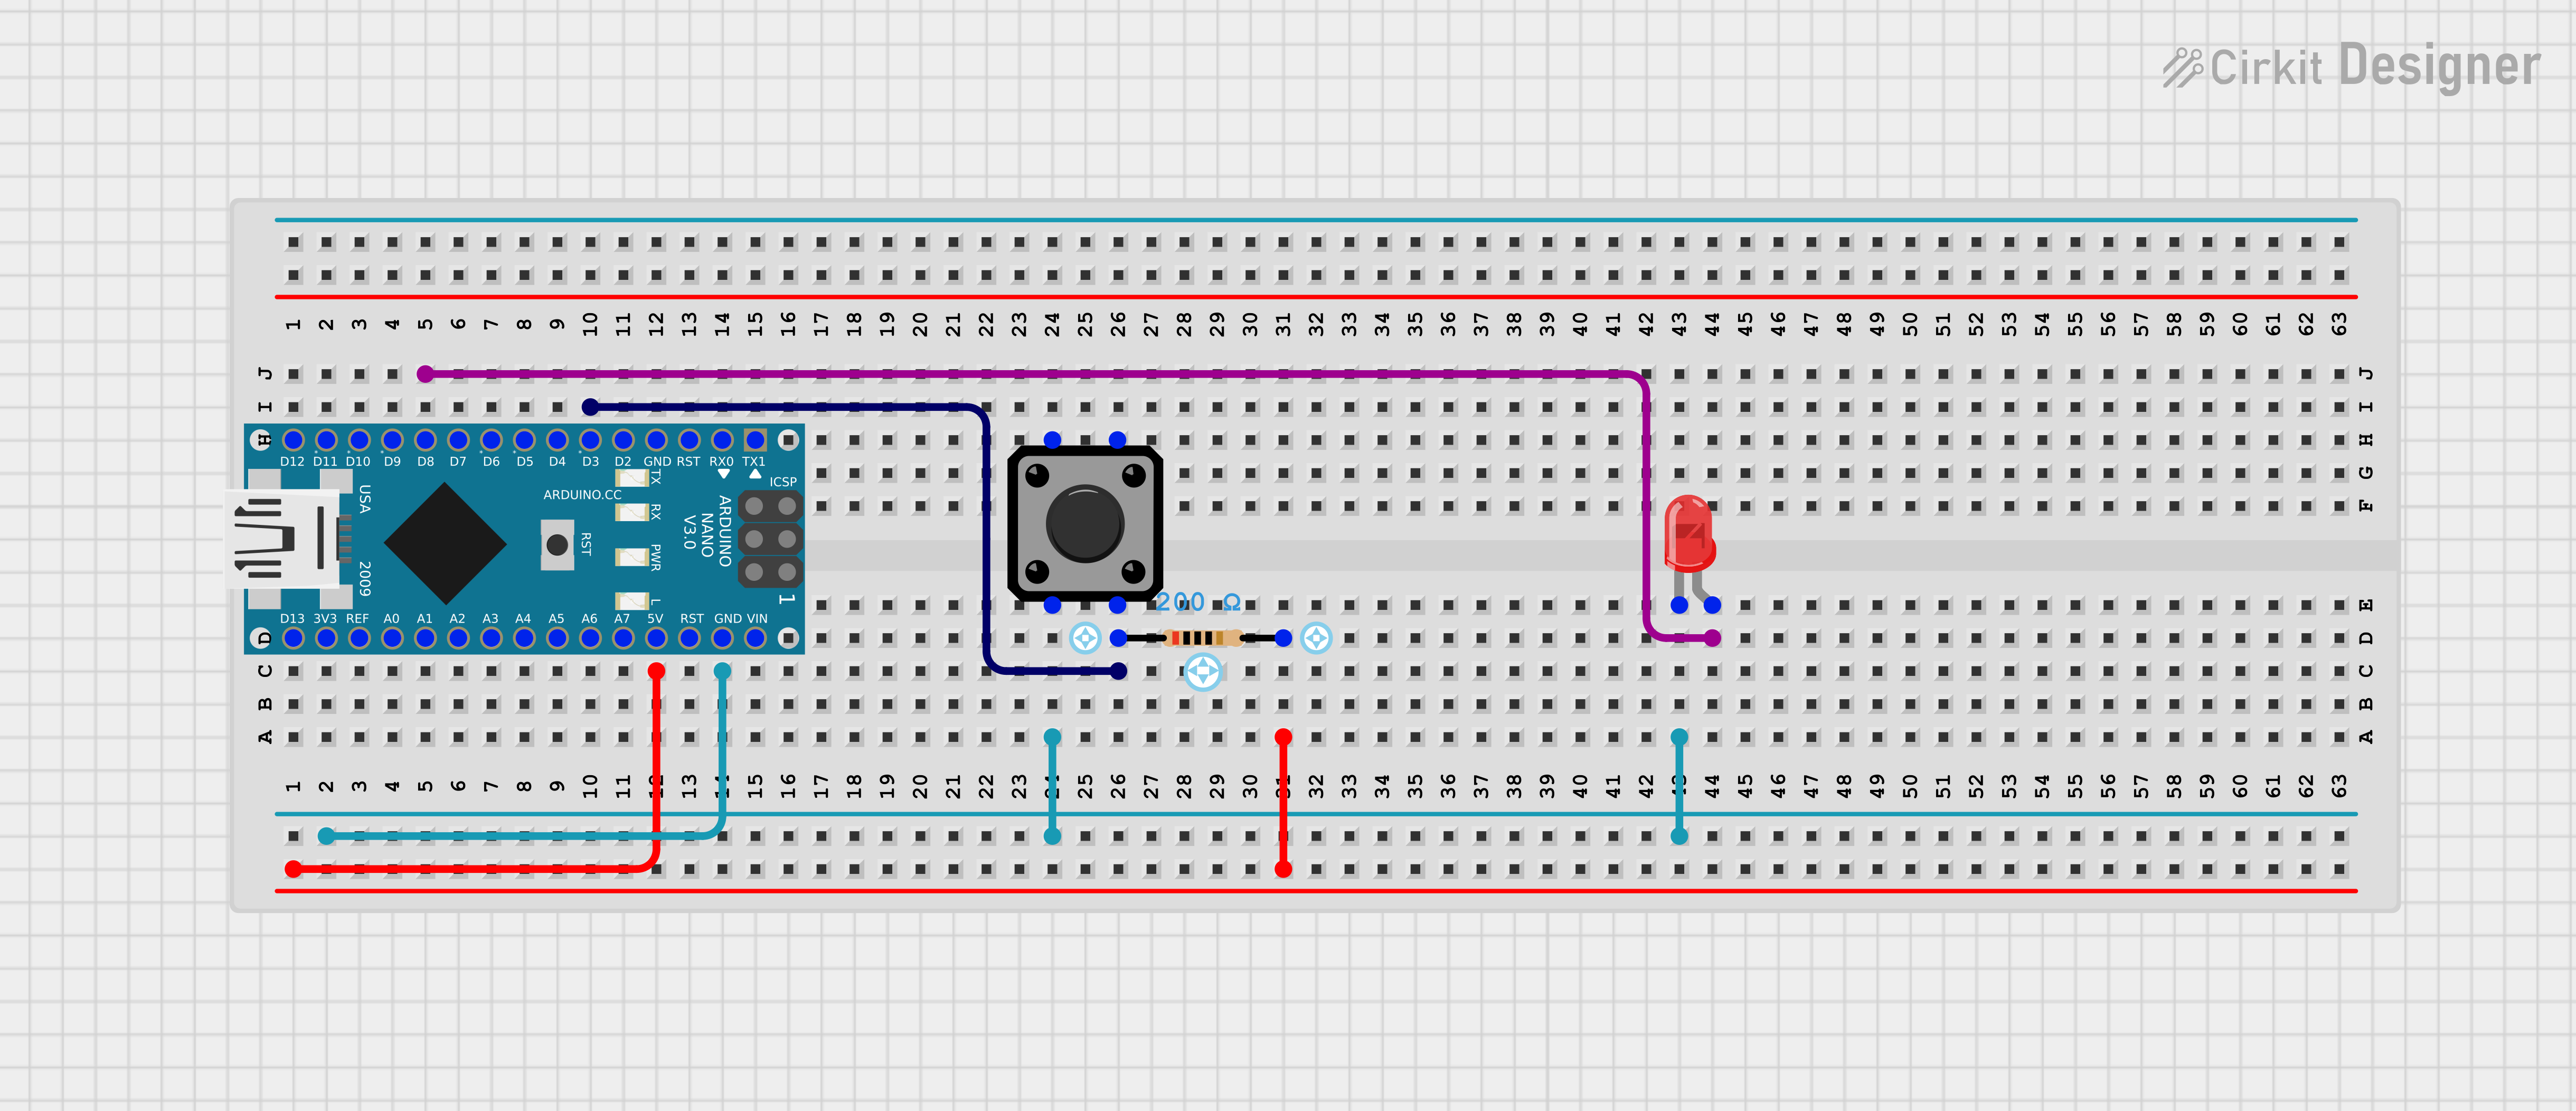 Cirkit Designer
1 2 3 4 5 6 7 8 9 10 11 12 13 14 15 16 17 18 19 20 21 22 23 24 25 26 27 28 29 30 31 32 33 34 35 36 37 38 39 40 41 42 43 44 45 46 47 48 49 50 51 52 53 54 55 56 57 58 59 60 61 62 63
J J
I I
H H
D12 D11 D10 D9 D8 D7 D6 D5 D4 D3 D2 GND RST RX0 TX1
G
ICSP
USA
ARDUINO.CC
TX
RX
PWR
L
RST
ARDUINO
NANO
V3.0
F
2009
1
200 Ω
E
D13 3V3 REF A0 A1 A2 A3 A4 A5 A6 A7 5V RST GND VIN
D D
C C
B B
A A
1 2 3 4 5 6 7 8 9 10 11 12 13 14 15 16 17 18 19 20 21 22 23 24 25 26 27 28 29 30 31 32 33 34 35 36 37 38 39 40 41 42 43 44 45 46 47 48 49 50 51 52 53 54 55 56 57 58 59 60 61 62 63